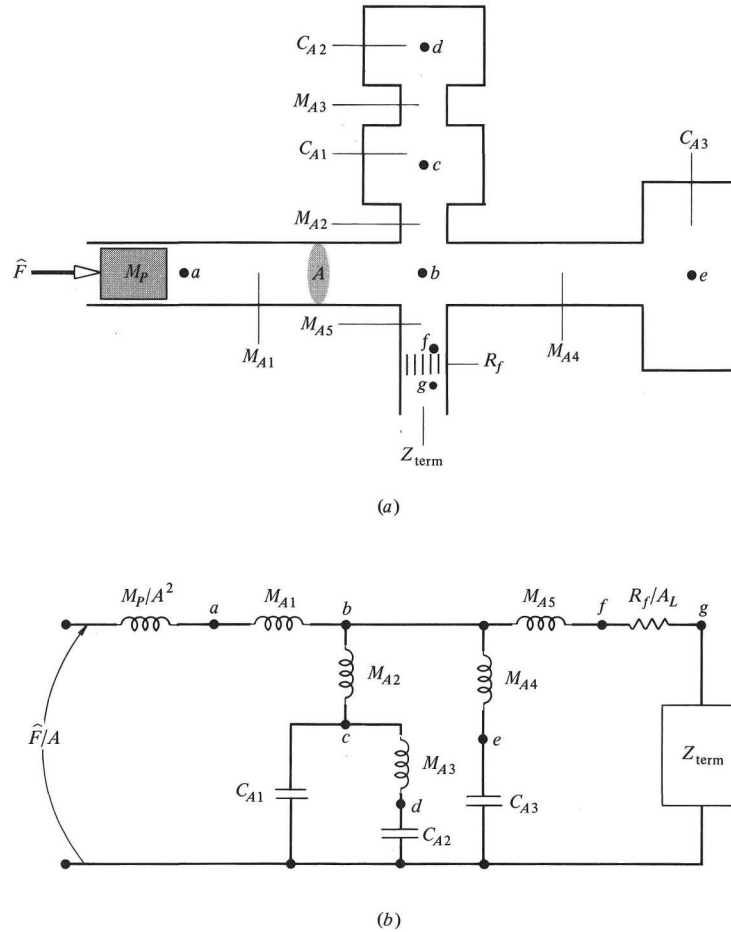 C_{A2}
d
M_{A3}
C_{A1}
c
C_{A3}
M_{A2}
F̂
M_P
a
A
b
e
M_{A5}
f
M_{A1}
R_f
M_{A4}
g
Z_{term}
(a)
M_P/A^2
a
M_{A1}
b
M_{A5}
f
R_f/A_L
g
M_{A2}
M_{A4}
F̂/A
c
e
M_{A3}
Z_{term}
C_{A1}
d
C_{A3}
C_{A2}
(b)